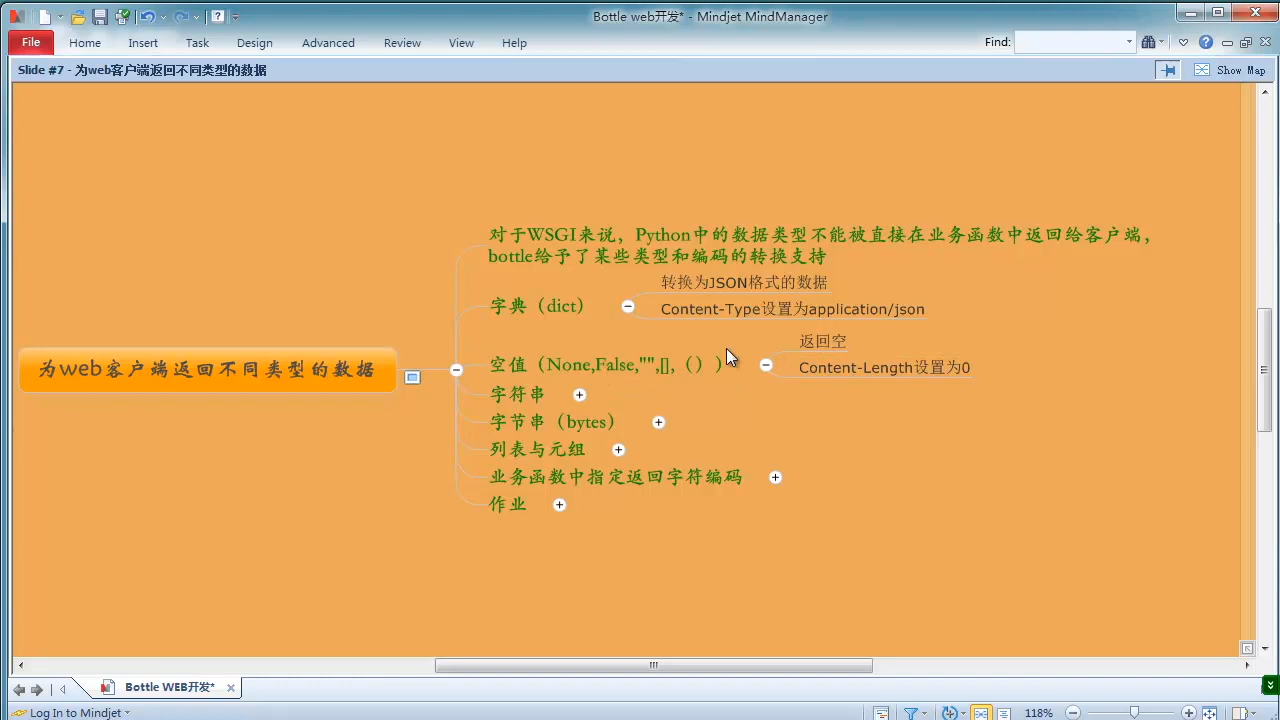 Bottle web开发* - Mindjet MindManager
File Home Insert Task Design Advanced Review View Help Find:
Slide #7 - 为web客户端返回不同类型的数据 Show Map
对于WSGI来说，Python中的数据类型不能被直接在业务函数中返回给客户端，
bottle给予了某些类型和编码的转换支持
转换为JSON格式的数据
字典（dict）
Content-Type设置为application/json
返回空
空值（None,False,"",[],（））
Content-Length设置为0
为web客户端返回不同类型的数据
字符串
字节串（bytes）
列表与元组
业务函数中指定返回字符编码
作业
Bottle WEB开发*
Log In to Mindjet 118%